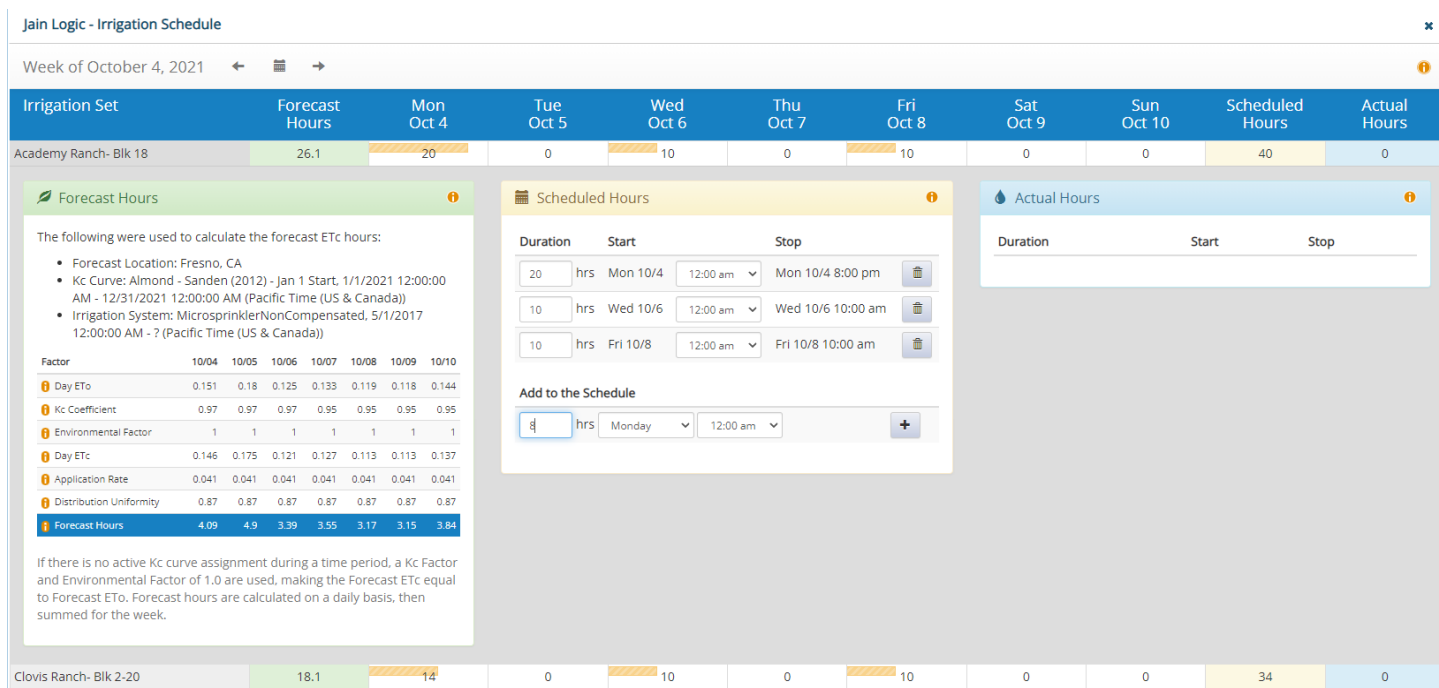 Jain Logic - Irrigation Schedule
Week of October 4, 2021
Irrigation Set Forecast Hours Mon Oct 4 Tue Oct 5 Wed Oct 6 Thu Oct 7 Fri Oct 8 Sat Oct 9 Sun Oct 10 Scheduled Hours Actual Hours
Academy Ranch- Blk 18 26.1 20 0 10 0 10 0 0 40 0
Forecast Hours
The following were used to calculate the forecast ETc hours:
• Forecast Location: Fresno, CA
• Kc Curve: Almond - Sanden (2012) - Jan 1 Start, 1/1/2021 12:00:00
AM - 12/31/2021 12:00:00 AM (Pacific Time (US & Canada))
• Irrigation System: MicrosprinklerNonCompensated, 5/1/2017
12:00:00 AM - ? (Pacific Time (US & Canada))
Factor 10/04 10/05 10/06 10/07 10/08 10/09 10/10
Day ETo 0.151 0.18 0.125 0.133 0.119 0.118 0.144
Kc Coefficient 0.97 0.97 0.97 0.95 0.95 0.95 0.95
Environmental Factor 1 1 1 1 1 1 1
Day ETc 0.146 0.175 0.121 0.127 0.113 0.113 0.137
Application Rate 0.041 0.041 0.041 0.041 0.041 0.041 0.041
Distribution Uniformity 0.87 0.87 0.87 0.87 0.87 0.87 0.87
Forecast Hours 4.09 4.9 3.39 3.55 3.17 3.15 3.84
If there is no active Kc curve assignment during a time period, a Kc Factor
and Environmental Factor of 1.0 are used, making the Forecast ETc equal
to Forecast ETo. Forecast hours are calculated on a daily basis, then
summed for the week.
Scheduled Hours
Duration Start Stop
20 hrs Mon 10/4 12:00 am Mon 10/4 8:00 pm
10 hrs Wed 10/6 12:00 am Wed 10/6 10:00 am
10 hrs Fri 10/8 12:00 am Fri 10/8 10:00 am
Add to the Schedule
8 hrs Monday 12:00 am +
Actual Hours
Duration Start Stop
Clovis Ranch- Blk 2-20 18.1 14 0 10 0 10 0 0 34 0